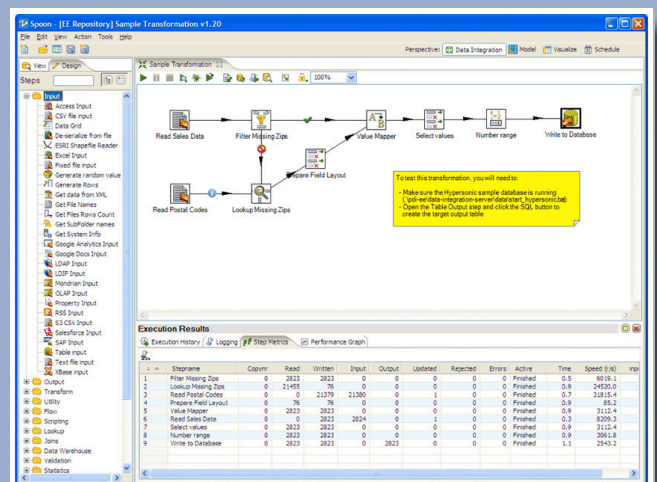 Spoon - [EE Repository] Sample Transformation v1.20
File Edit View Action Tools Help
Perspective: Data Integration Model Visualize Schedule
View Design
Steps
Input
Access Input
CSV file input
Data Grid
De-serialize from file
ESRI Shapefile Reader
Excel Input
Fixed file input
Generate random value
Generate Rows
Get data from XML
Get File Names
Get Files Rows Count
Get SubFolder names
Get System Info
Google Analytics Input
Google Docs Input
LDAP Input
LDIF Input
Mondrian Input
OLAP Input
Property Input
RSS Input
S3 CSV Input
Salesforce Input
SAP Input
Table input
Text file input
XBase input
Output
Transform
Utility
Flow
Scripting
Lookup
Joins
Data Warehouse
Validation
Statistics
Sample Transformation
100%
Read Sales Data
Filter Missing Zips
Value Mapper
Select values
Number range
Write to Database
Prepare Field Layout
Read Postal Codes
Lookup Missing Zips
To test this transformation, you will need to:
- Make sure the Hypersonic sample database is running
(.\pdi-ee\data-integration-server\data\start_hypersonic.bat)
- Open the Table Output step and click the SQL button to
create the target output table
Execution Results
Execution History Logging Step Metrics Performance Graph
Stepname Copynr Read Written Input Output Updated Rejected Errors Active Time Speed (r/s) inpu
1 Filter Missing Zips 0 2823 2823 0 0 0 0 0 Finished 0.5 6019.1
2 Lookup Missing Zips 0 21455 76 0 0 0 0 0 Finished 0.9 24520.0
3 Read Postal Codes 0 0 21379 21380 0 1 0 0 Finished 0.7 31815.4
4 Prepare Field Layout 0 76 76 0 0 0 0 0 Finished 0.9 85.2
5 Value Mapper 0 2823 2823 0 0 0 0 0 Finished 0.9 3112.4
6 Read Sales Data 0 0 2823 2824 0 1 0 0 Finished 0.3 8209.3
7 Select values 0 2823 2823 0 0 0 0 0 Finished 0.9 3112.4
8 Number range 0 2823 2823 0 0 0 0 0 Finished 0.9 3061.8
9 Write to Database 0 2823 2823 0 2823 0 0 0 Finished 1.1 2543.2